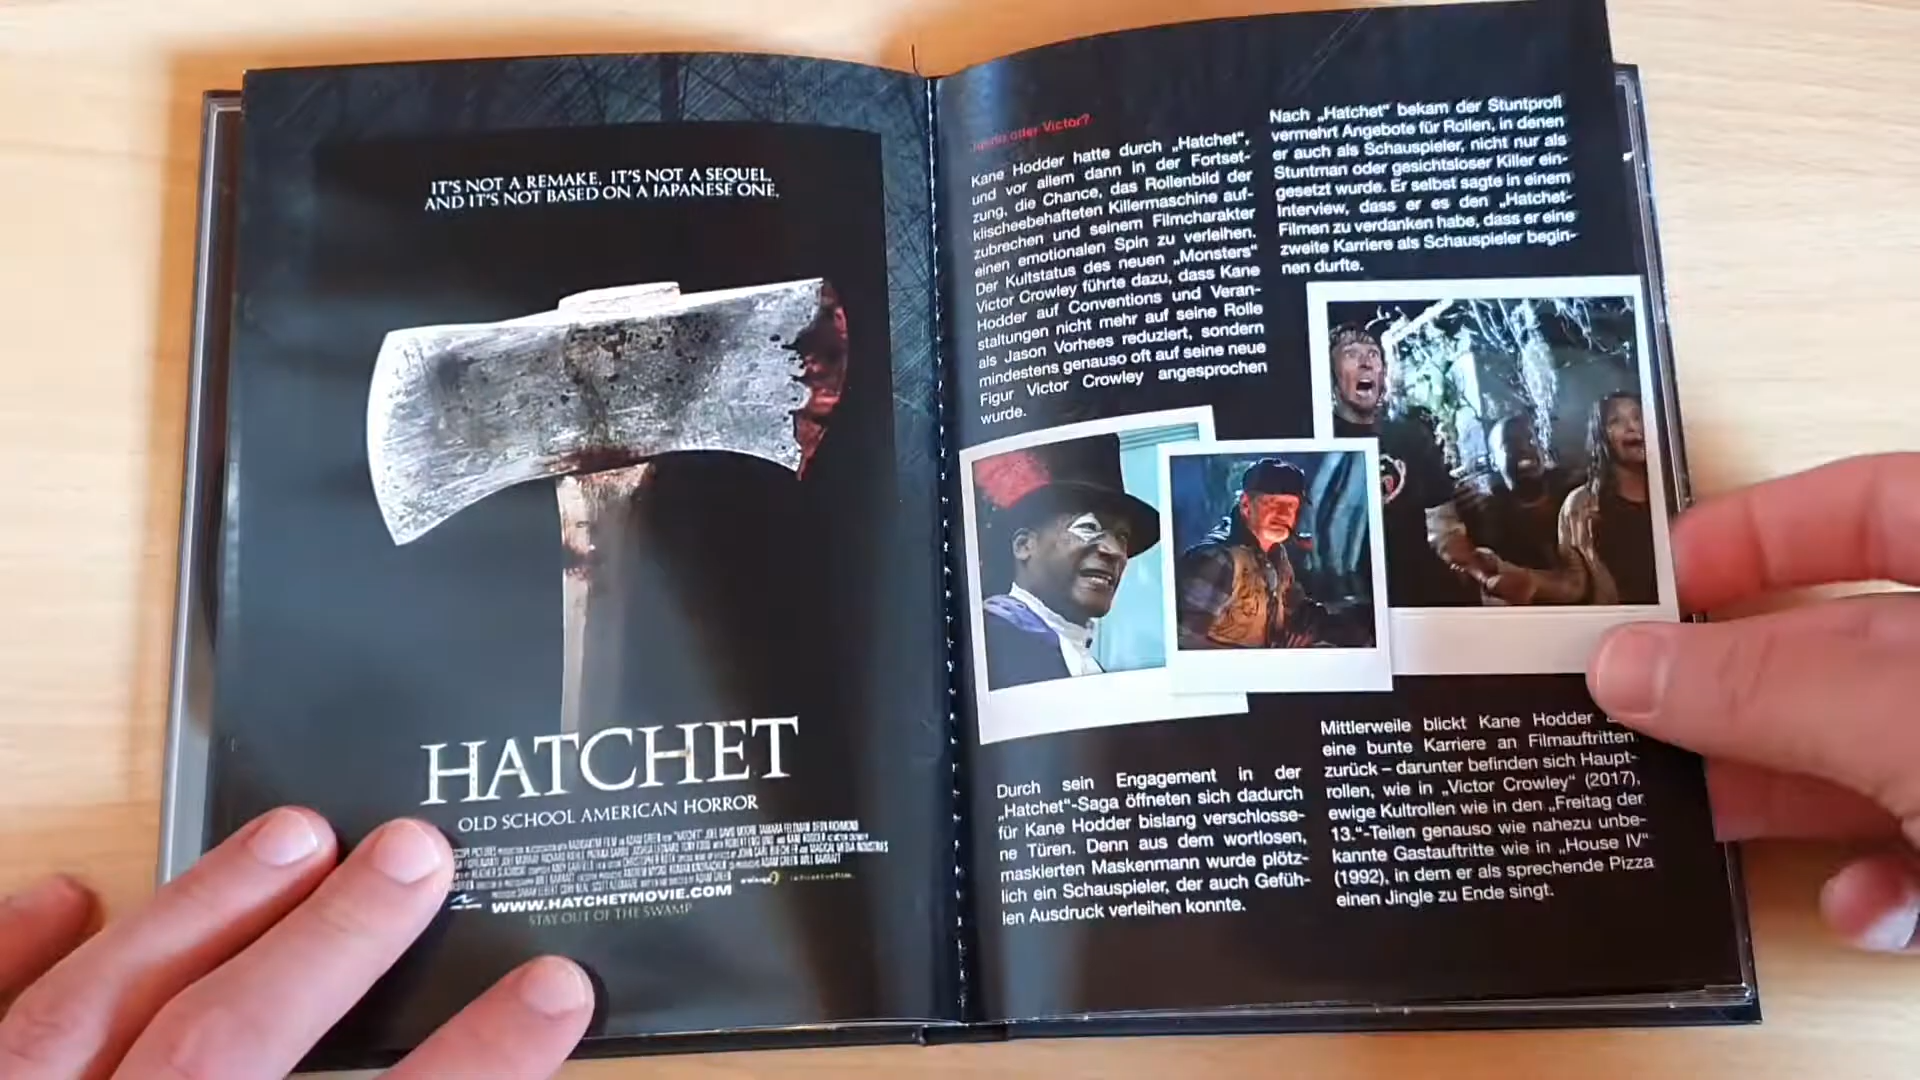 IT'S NOT A REMAKE. IT'S NOT A SEQUEL.
AND IT'S NOT BASED ON A JAPANESE ONE.
HATCHET
OLD SCHOOL AMERICAN HORROR
WWW.HATCHETMOVIE.COM
STAY OUT OF THE SWAMP
oder Victor?
Kane Hodder hatte durch „Hatchet“,
und vor allem dann in der Fortset-
zung, die Chance, das Rollenbild der
klischeebehafteten Killermaschine auf-
zubrechen und seinem Filmcharakter
einen emotionalen Spin zu verleihen.
Der Kultstatus des neuen „Monsters“
Victor Crowley führte dazu, dass Kane
Hodder auf Conventions und Veran-
staltungen nicht mehr auf seine Rolle
als Jason Vorhees reduziert, sondern
mindestens genauso oft auf seine neue
Figur Victor Crowley angesprochen
wurde.
Durch sein Engagement in der
„Hatchet“-Saga öffneten sich dadurch
für Kane Hodder bislang verschlosse-
ne Türen. Denn aus dem wortlosen,
maskierten Maskenmann wurde plötz-
lich ein Schauspieler, der auch Gefüh-
len Ausdruck verleihen konnte.
Nach „Hatchet“ bekam der Stuntprofi
vermehrt Angebote für Rollen, in denen
er auch als Schauspieler, nicht nur als
Stuntman oder gesichtsloser Killer ein-
gesetzt wurde. Er selbst sagte in einem
Interview, dass er es den „Hatchet-
Filmen zu verdanken habe, dass er eine
zweite Karriere als Schauspieler begin-
nen durfte.
Mittlerweile blickt Kane Hodder
eine bunte Karriere an Filmauftritten
zurück – darunter befinden sich Haupt-
rollen, wie in „Victor Crowley“ (2017),
ewige Kultrollen wie in den „Freitag der
13.“-Teilen genauso wie nahezu unbe-
kannte Gastauftritte wie in „House IV“
(1992), in dem er als sprechende Pizza
einen Jingle zu Ende singt.